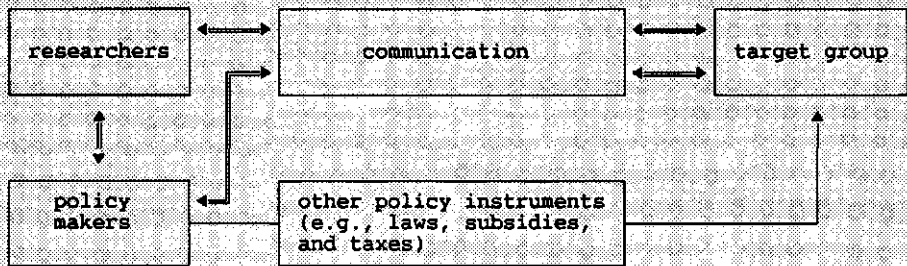 researchers
communication
target group
policy
makers
other policy instruments
(e.g., laws, subsidies,
and taxes)